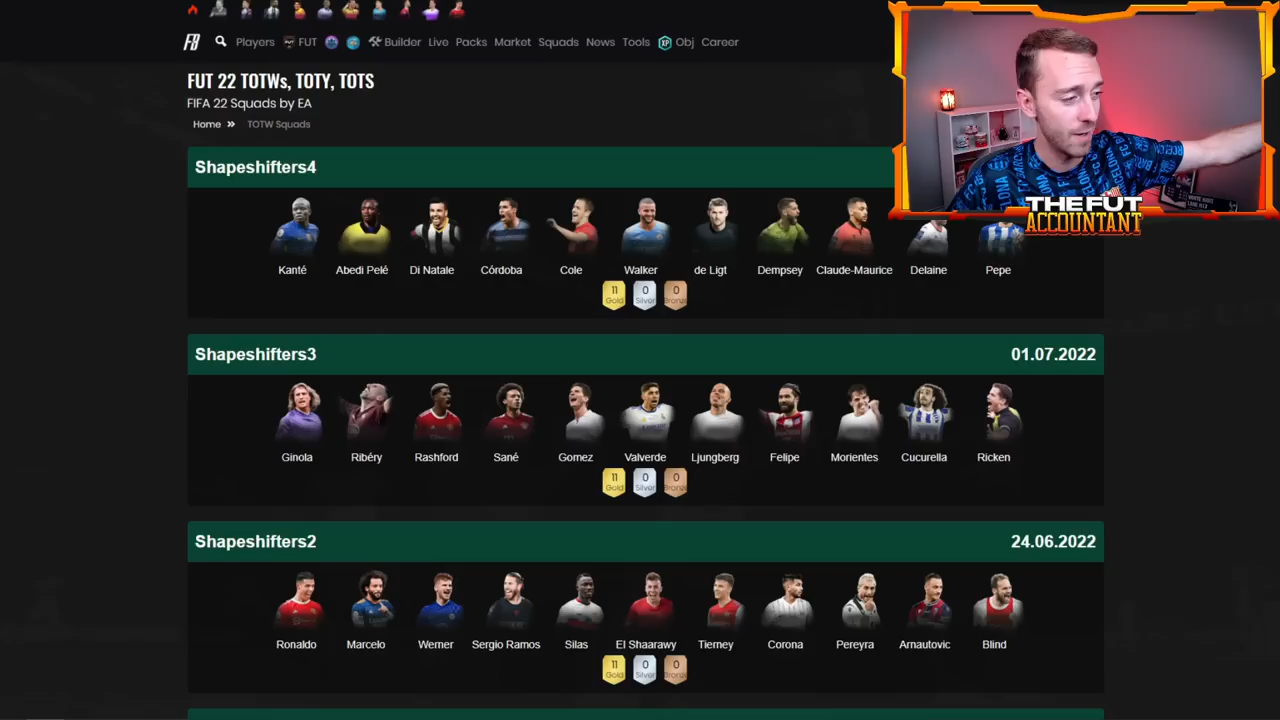 FB Players FUT Builder Live Packs Market Squads News Tools XP Obj Career
FUT 22 TOTWs, TOTY, TOTS
FIFA 22 Squads by EA
Home » TOTW Squads
THE FUT
ACCOUNTANT
Shapeshifters4
Kanté Abedi Pelé Di Natale Córdoba Cole Walker de Ligt Dempsey Claude-Maurice Delaine Pepe
11 0 0
Gold Silver Bronze
Shapeshifters3 01.07.2022
Ginola Ribéry Rashford Sané Gomez Valverde Ljungberg Felipe Morientes Cucurella Ricken
11 0 0
Gold Silver Bronze
Shapeshifters2 24.06.2022
Ronaldo Marcelo Werner Sergio Ramos Silas El Shaarawy Tierney Corona Pereyra Arnautovic Blind
11 0 0
Gold Silver Bronze